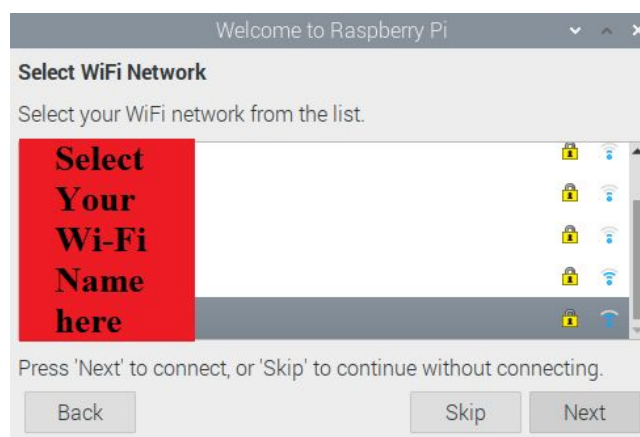 Welcome to Raspberry Pi
Select WiFi Network
Select your WiFi network from the list.
Select
Your
Wi-Fi
Name
here
Press 'Next' to connect, or 'Skip' to continue without connecting.
Back Skip Next